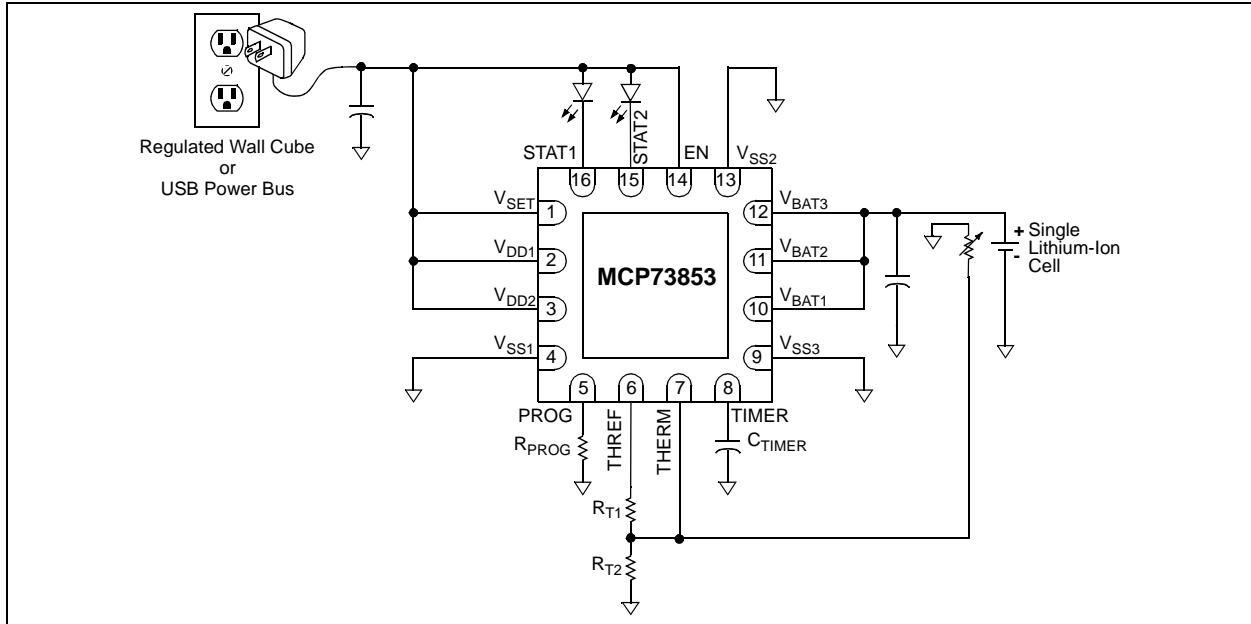 Regulated Wall Cube
or
USB Power Bus
STAT1
STAT2
EN
VSS2
16
15
14
13
VSET
1
VDD1
2
VDD2
3
VSS1
4
MCP73853
12
VBAT3
11
VBAT2
10
VBAT1
9
VSS3
+ Single
- Lithium-Ion
Cell
5
6
7
8
PROG
THREF
THERM
TIMER
RPROG
CTIMER
RT1
RT2